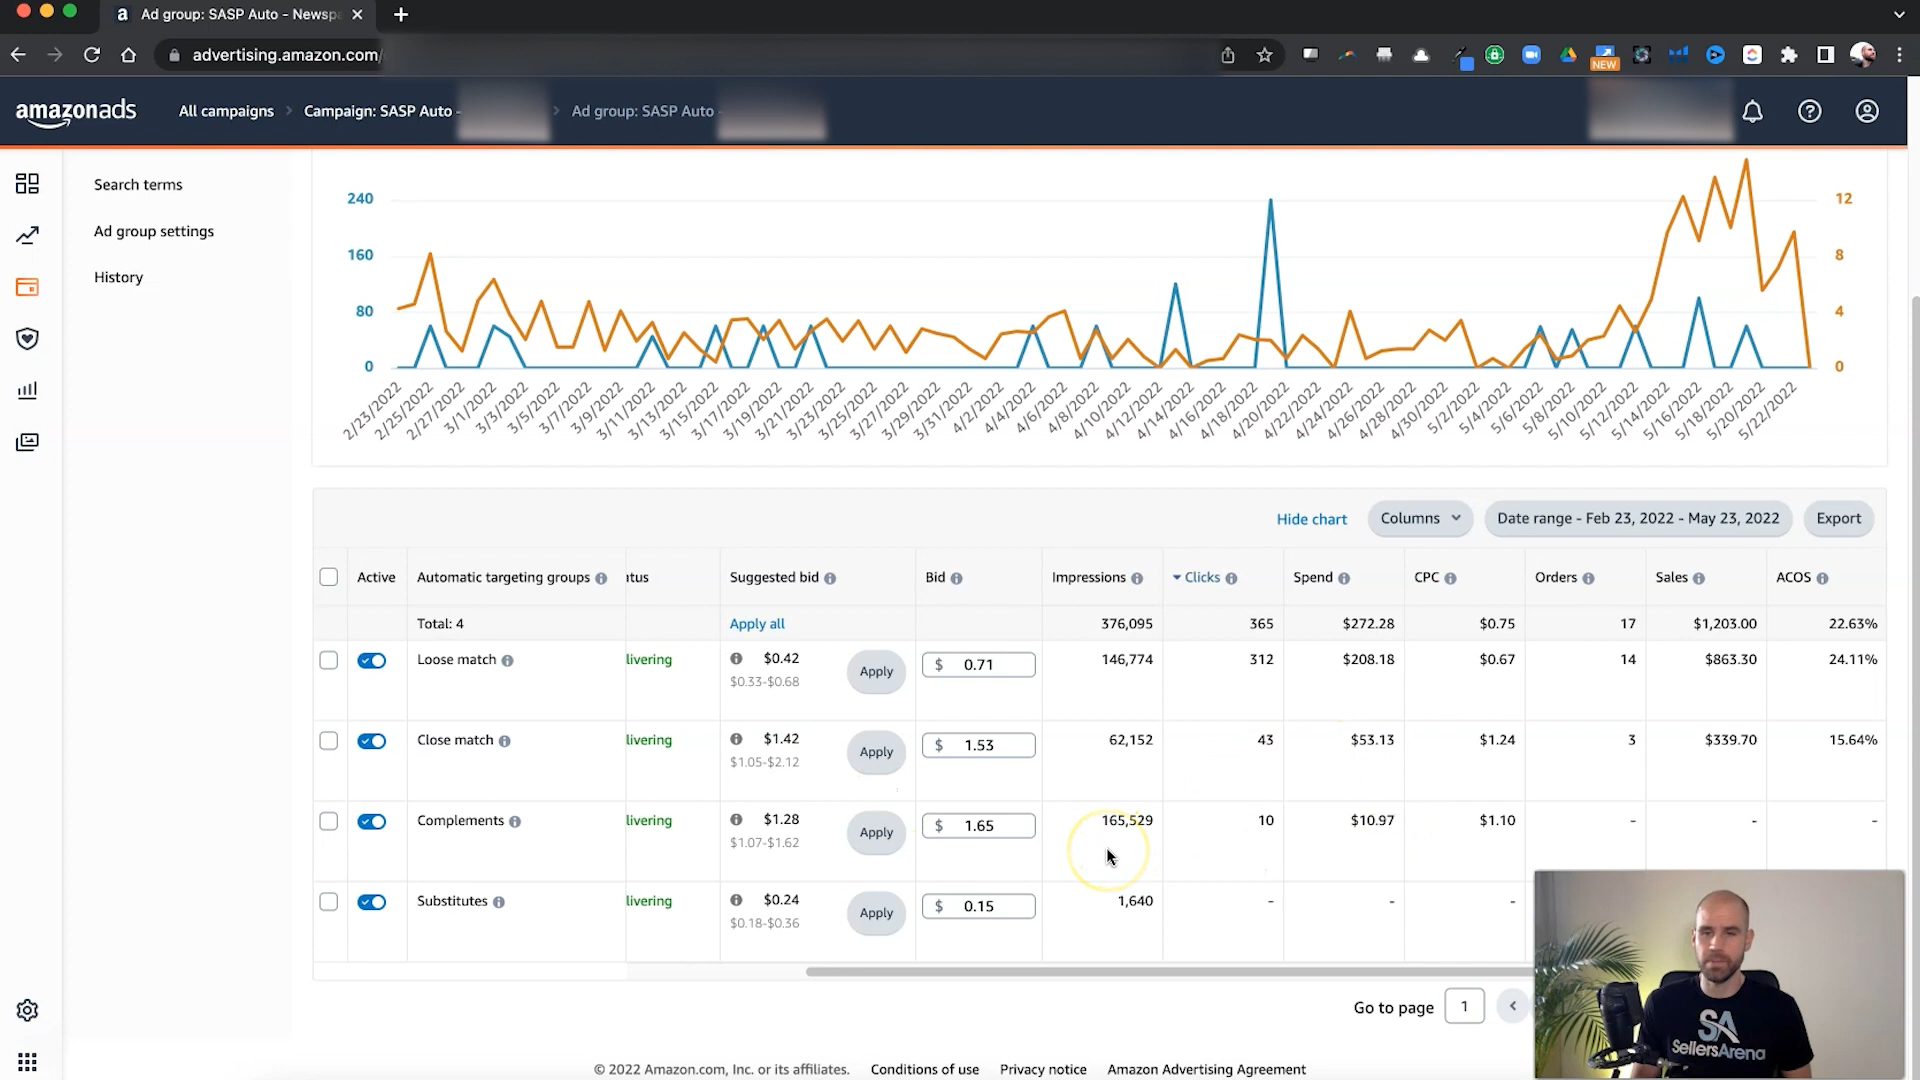 Ad group: SASP Auto - Newsp
advertising.amazon.com/
NEW
amazonads
All campaigns
Campaign: SASP Auto -
Ad group: SASP Auto -
Search terms
Ad group settings
History
240
160
80
0
12
8
4
0
2/23/2022
2/25/2022
2/27/2022
3/1/2022
3/3/2022
3/5/2022
3/7/2022
3/9/2022
3/11/2022
3/13/2022
3/15/2022
3/17/2022
3/19/2022
3/21/2022
3/23/2022
3/25/2022
3/27/2022
3/29/2022
3/31/2022
4/2/2022
4/4/2022
4/6/2022
4/8/2022
4/10/2022
4/12/2022
4/14/2022
4/16/2022
4/18/2022
4/20/2022
4/22/2022
4/24/2022
4/26/2022
4/28/2022
4/30/2022
5/2/2022
5/4/2022
5/6/2022
5/8/2022
5/10/2022
5/12/2022
5/14/2022
5/16/2022
5/18/2022
5/20/2022
5/22/2022
Hide chart Columns Date range - Feb 23, 2022 - May 23, 2022 Export
Active Automatic targeting groups atus Suggested bid Bid Impressions Clicks Spend CPC Orders Sales ACOS
Total: 4 Apply all 376,095 365 $272.28 $0.75 17 $1,203.00 22.63%
Loose match livering $0.42 Apply $ 0.71 146,774 312 $208.18 $0.67 14 $863.30 24.11%
$0.33-$0.68
Close match livering $1.42 Apply $ 1.53 62,152 43 $53.13 $1.24 3 $339.70 15.64%
$1.05-$2.12
Complements livering $1.28 Apply $ 1.65 165,529 10 $10.97 $1.10 - - -
$1.07-$1.62
Substitutes livering $0.24 Apply $ 0.15 1,640 - - -
$0.18-$0.36
Go to page 1
SA
SellersArena
© 2022 Amazon.com, Inc. or its affiliates. Conditions of use Privacy notice Amazon Advertising Agreement